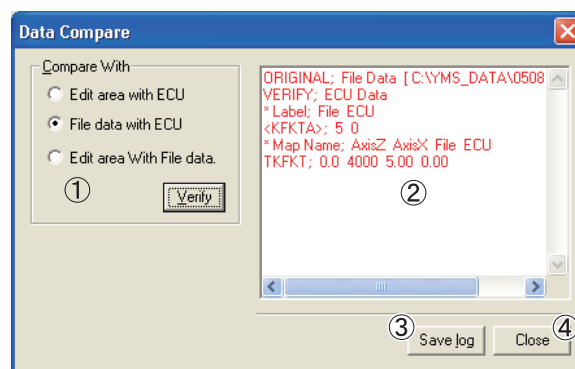 Data Compare
Compare With
Edit area with ECU
File data with ECU
Edit area With File data.
①
Verify
ORIGINAL; File Data [ C:\YMS_DATA\0508
VERIFY; ECU Data
* Label; File ECU
<KFKTA>; 5 0
* Map Name; AxisZ AxisX File ECU
TKFKT; 0.0 4000 5.00 0.00
②
③
Save log
④
Close